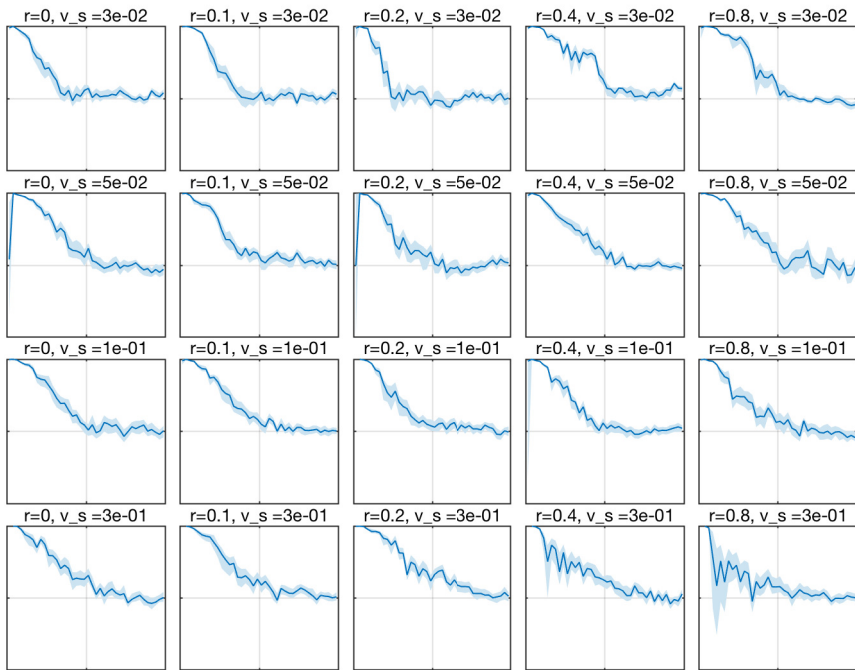 r=0, v_s =3e-02
r=0.1, v_s =3e-02
r=0.2, v_s =3e-02
r=0.4, v_s =3e-02
r=0.8, v_s =3e-02
r=0, v_s =5e-02
r=0.1, v_s =5e-02
r=0.2, v_s =5e-02
r=0.4, v_s =5e-02
r=0.8, v_s =5e-02
r=0, v_s =1e-01
r=0.1, v_s =1e-01
r=0.2, v_s =1e-01
r=0.4, v_s =1e-01
r=0.8, v_s =1e-01
r=0, v_s =3e-01
r=0.1, v_s =3e-01
r=0.2, v_s =3e-01
r=0.4, v_s =3e-01
r=0.8, v_s =3e-01